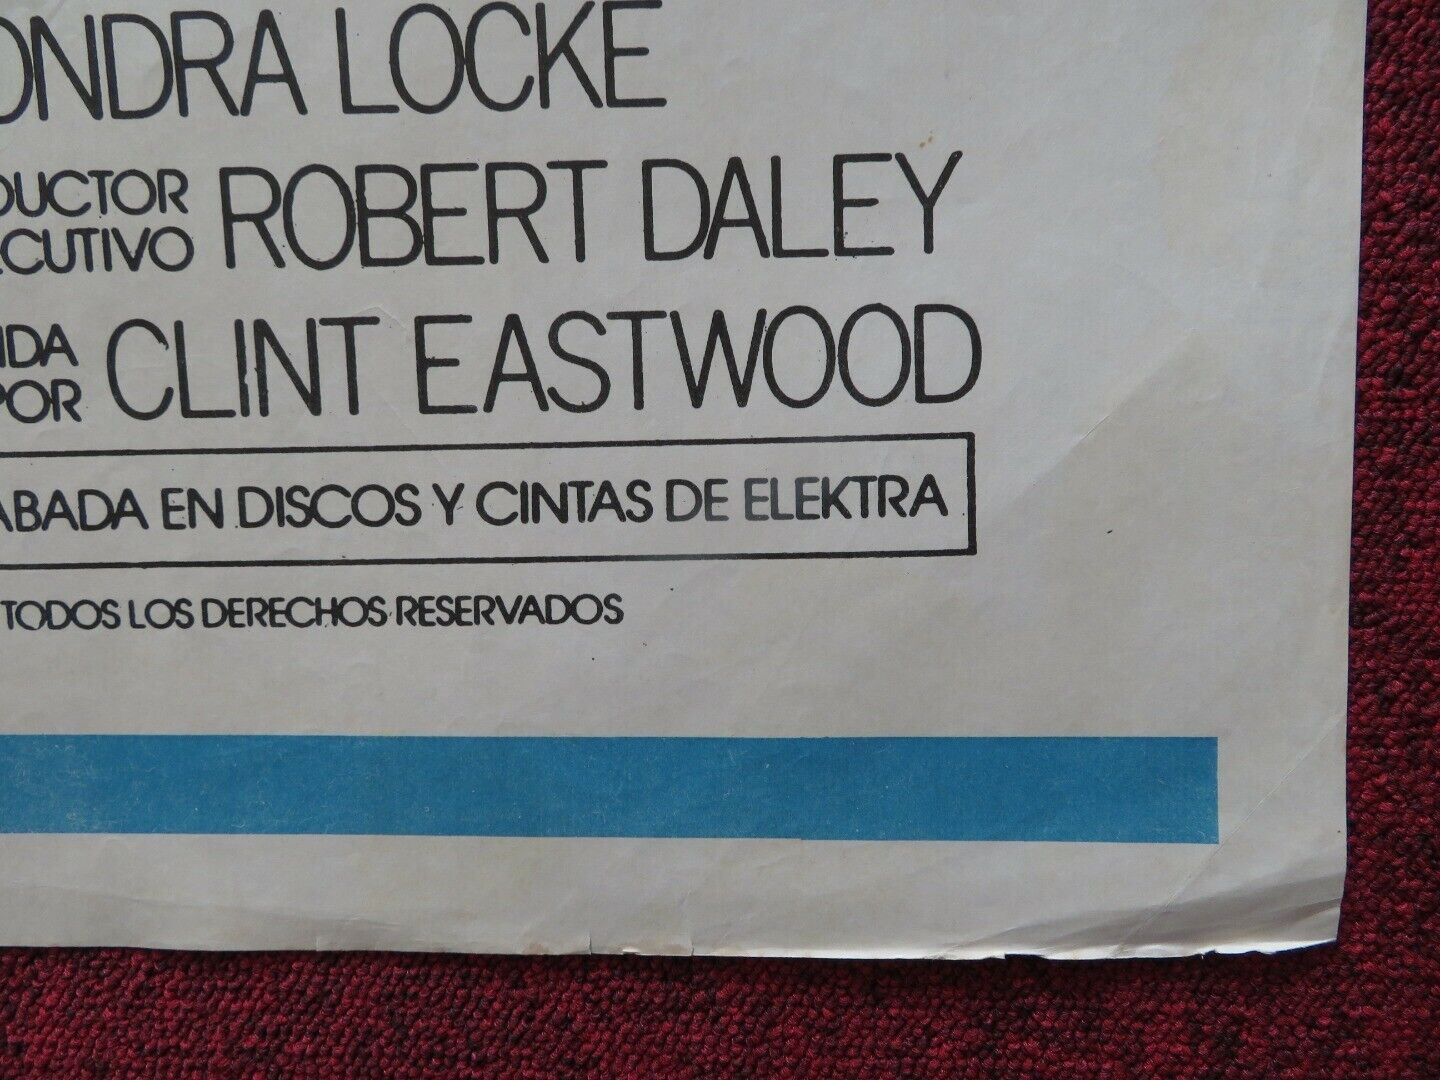 ONDRA LOCKE
DUCTOR
ECUTIVO ROBERT DALEY
IDA
POR CLINT EASTWOOD
ABADA EN DISCOS Y CINTAS DE ELEKTRA
TODOS LOS DERECHOS RESERVADOS